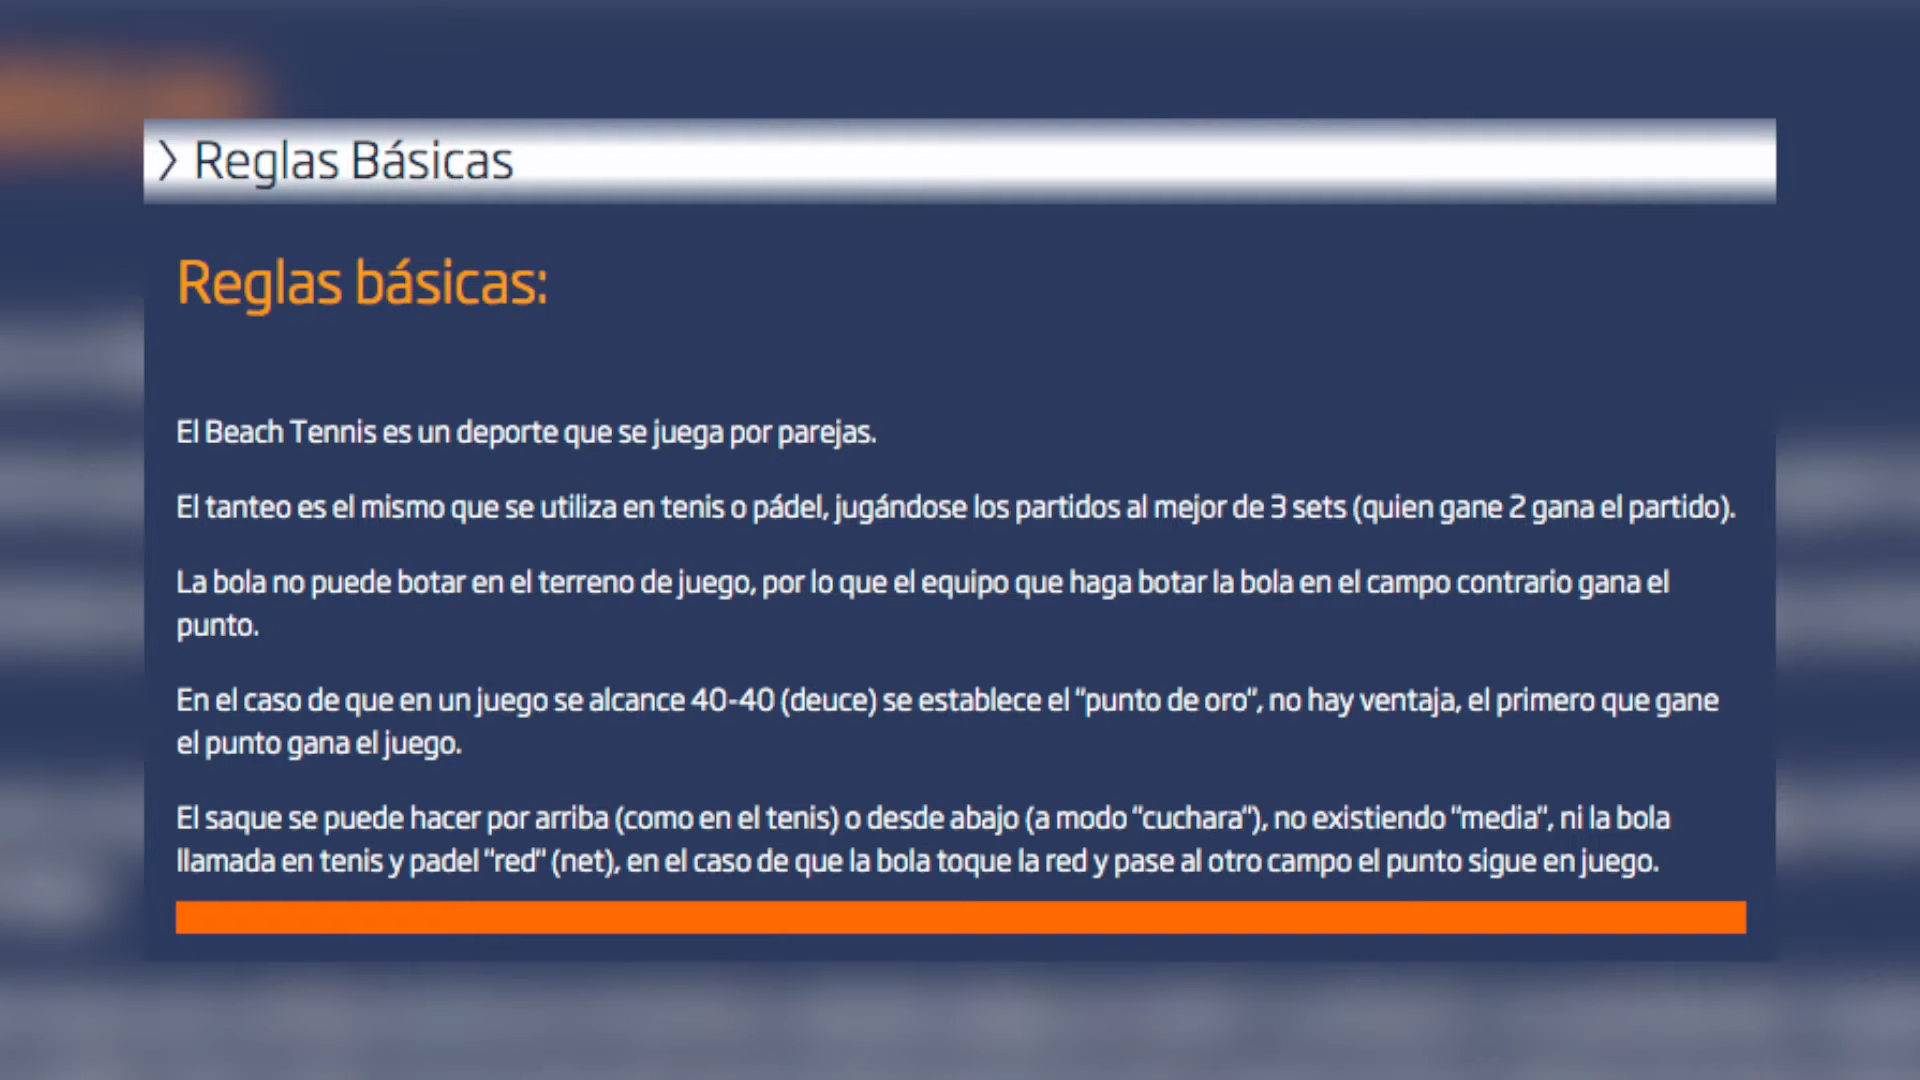 > Reglas Básicas
Reglas básicas:
El Beach Tennis es un deporte que se juega por parejas.
El tanteo es el mismo que se utiliza en tenis o pádel, jugándose los partidos al mejor de 3 sets (quien gane 2 gana el partido).
La bola no puede botar en el terreno de juego, por lo que el equipo que haga botar la bola en el campo contrario gana el
punto.
En el caso de que en un juego se alcance 40-40 (deuce) se establece el "punto de oro", no hay ventaja, el primero que gane
el punto gana el juego.
El saque se puede hacer por arriba (como en el tenis) o desde abajo (a modo "cuchara"), no existiendo "media", ni la bola
llamada en tenis y padel "red" (net), en el caso de que la bola toque la red y pase al otro campo el punto sigue en juego.